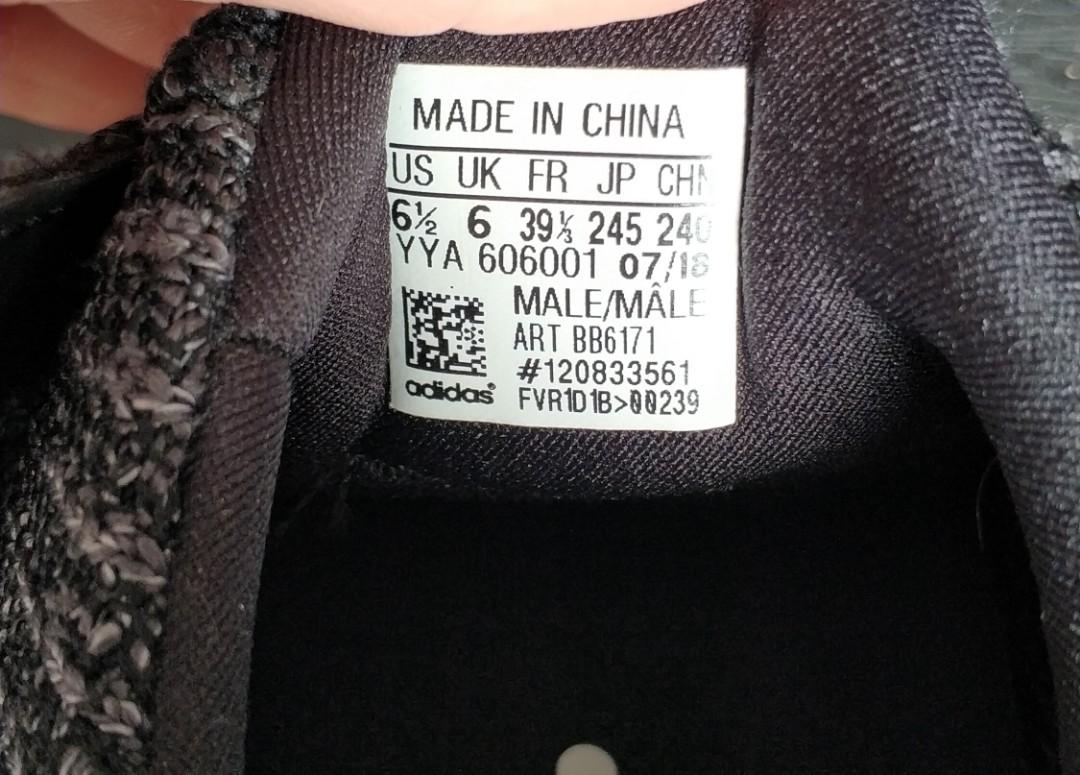 MADE IN CHINA
US UK FR JP CHN
6½ 6 39⅓ 245 240
YYA 606001 07/18
MALE/MÂLE
ART BB6171
#120833561
adidas®
FVR1D1B>00239